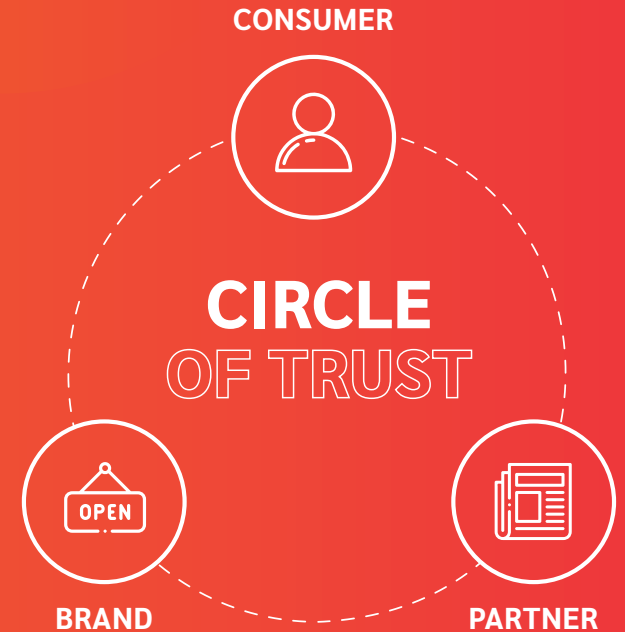 CONSUMER
CIRCLE
OF TRUST
OPEN
BRAND
PARTNER